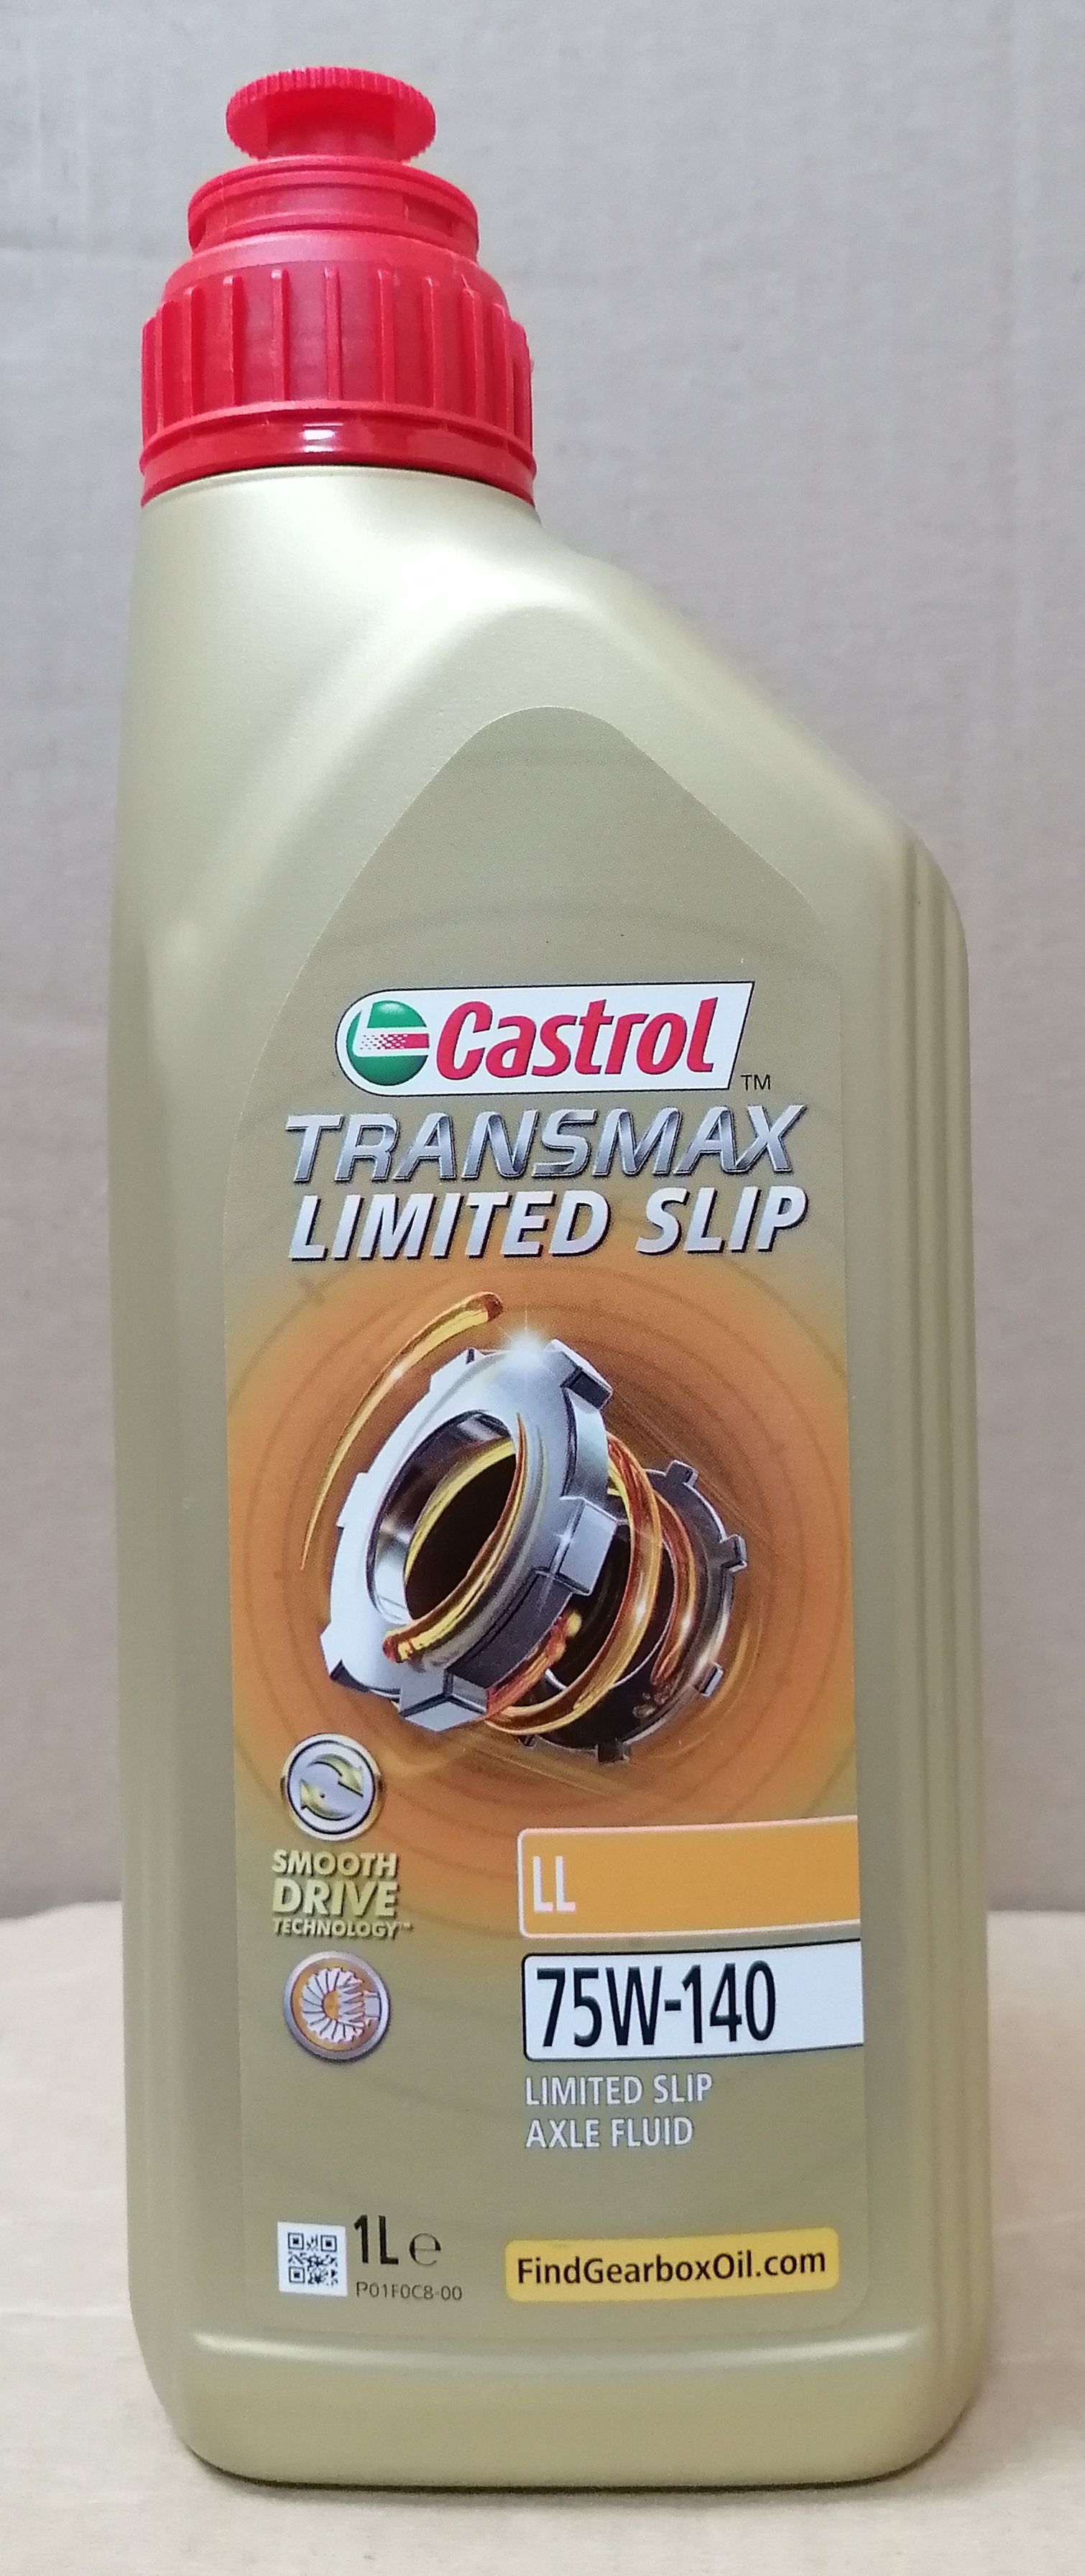 Castrol
TM
TRANSMAX
LIMITED SLIP
SMOOTH
DRIVE
TECHNOLOGY™
LL
75W-140
LIMITED SLIP
AXLE FLUID
1L ℮
P01F0C8-00
FindGearboxOil.com